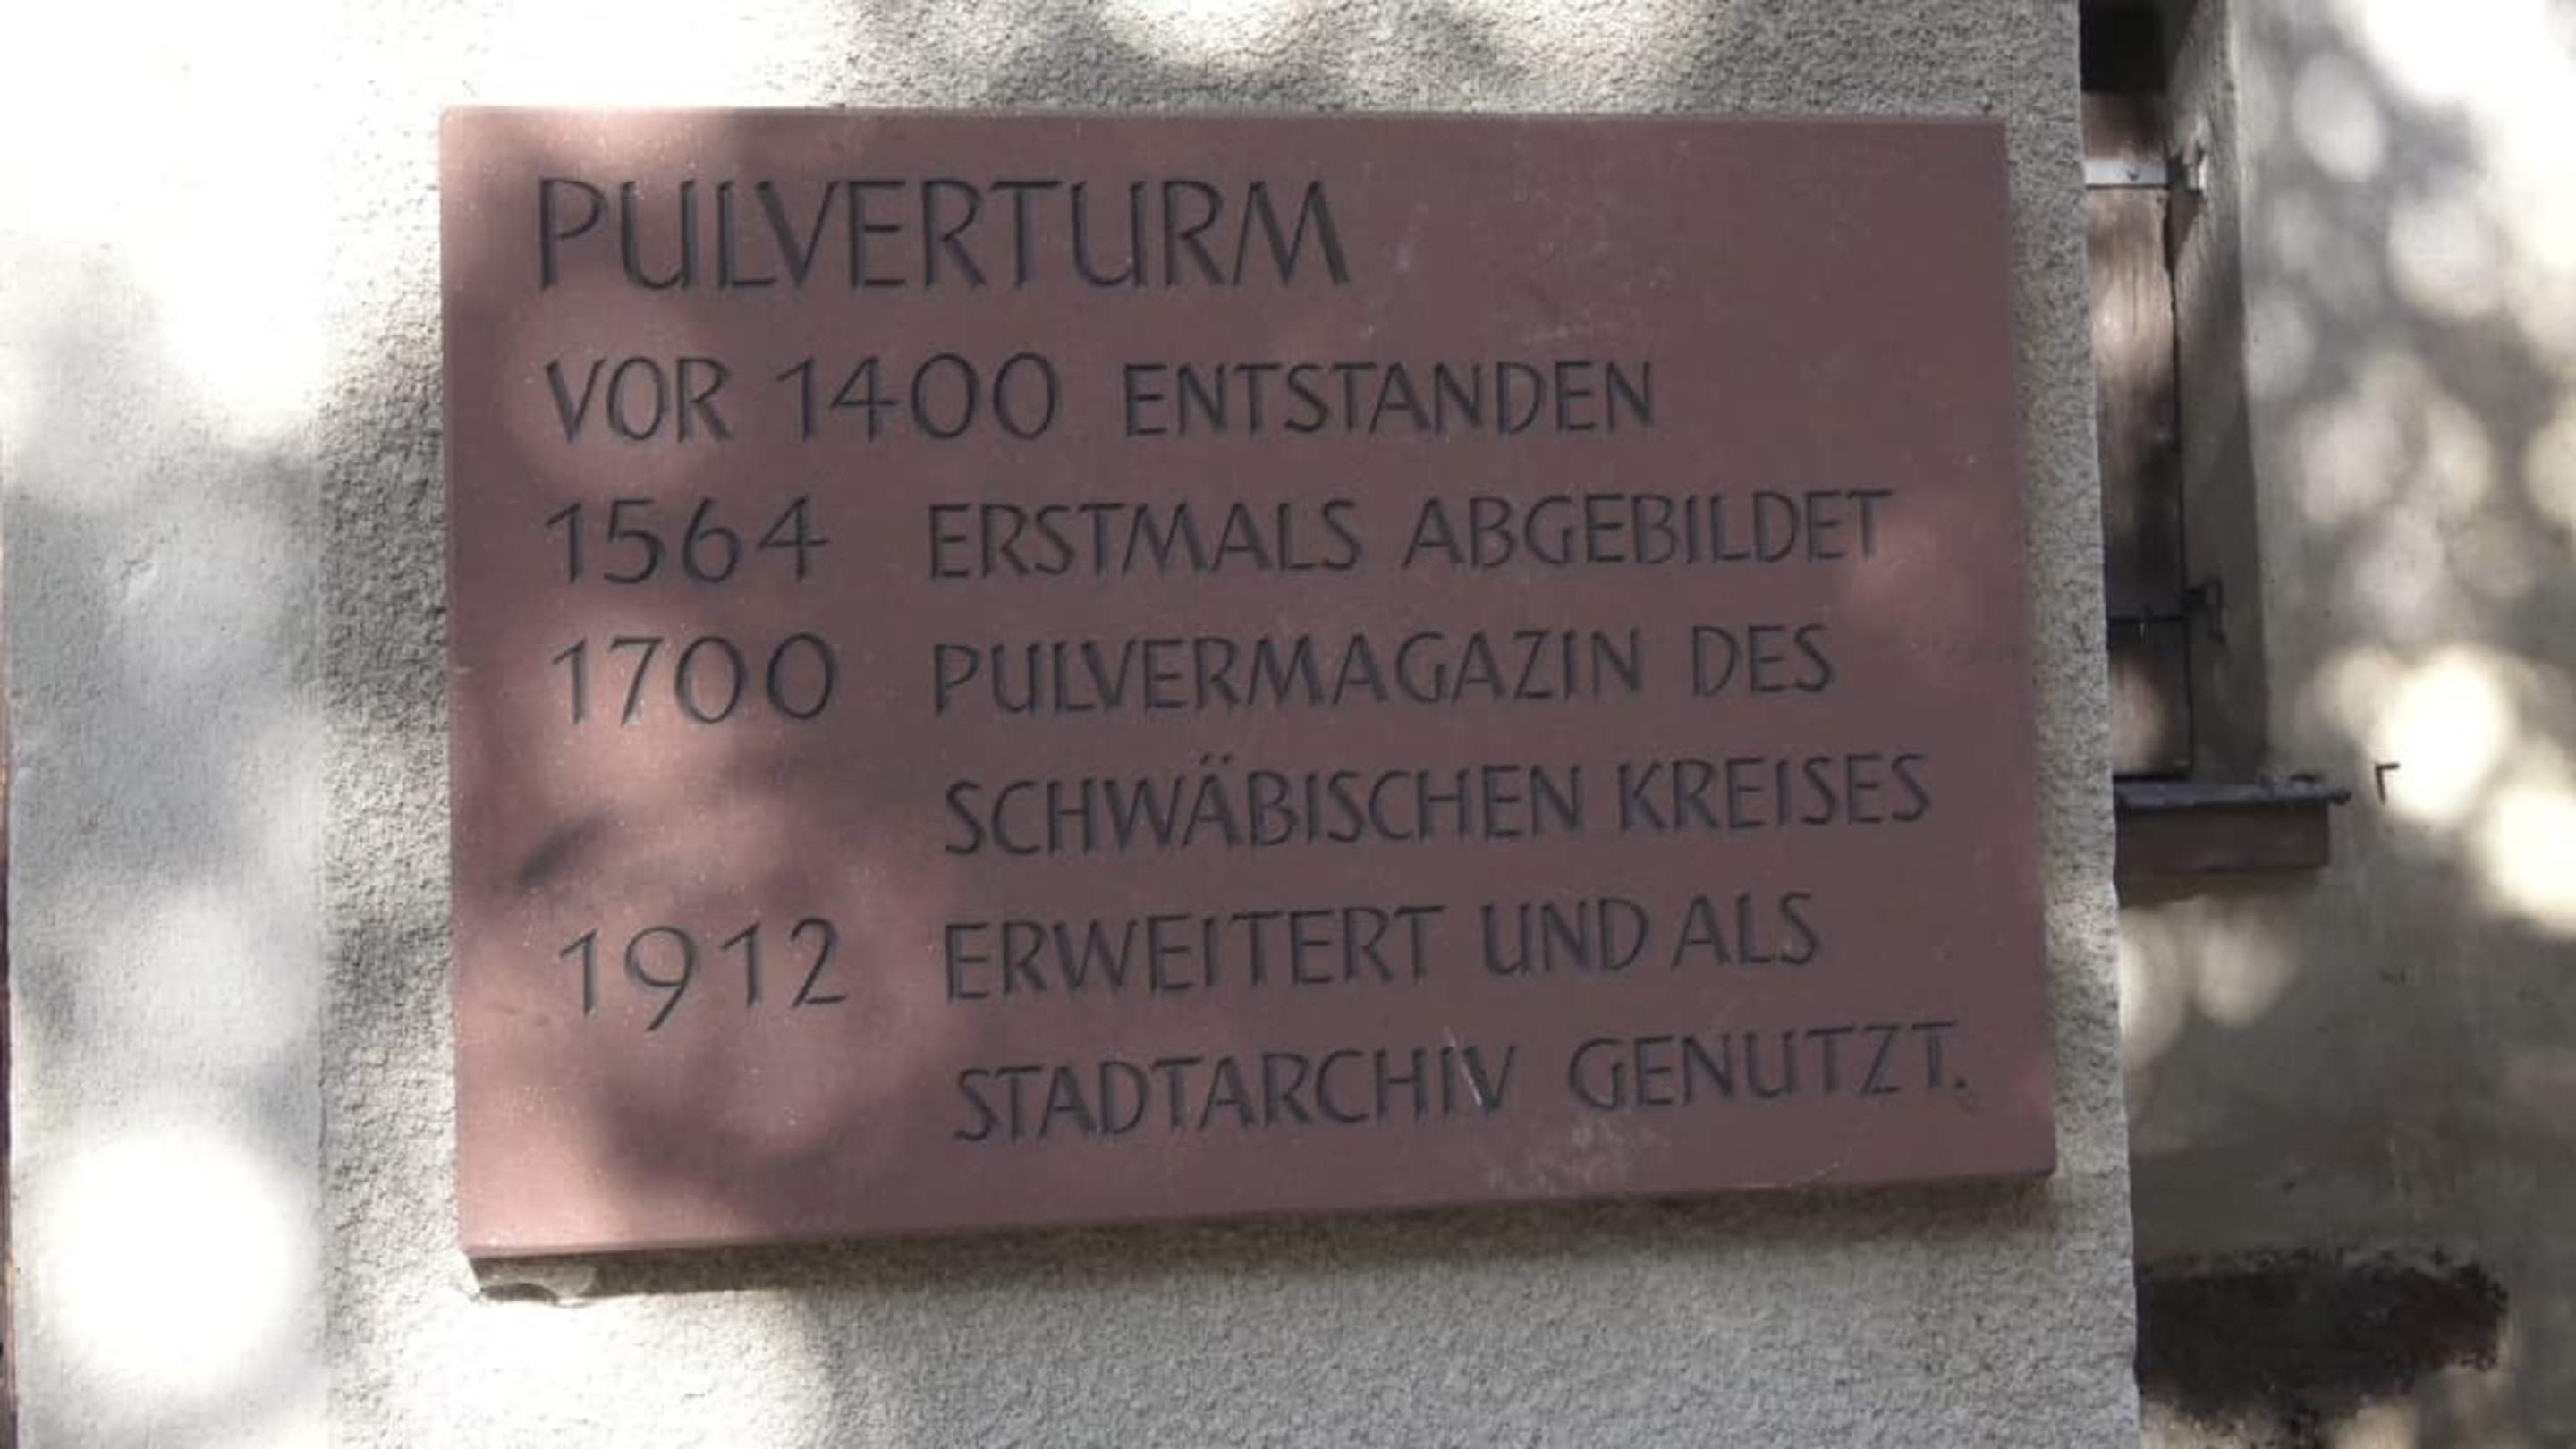 PULVERTURM
VOR 1400 ENTSTANDEN
1564 ERSTMALS ABGEBILDET
1700 PULVERMAGAZIN DES
SCHWÄBISCHEN KREISES
1912 ERWEITERT UND ALS
STADTARCHIV GENUTZT.